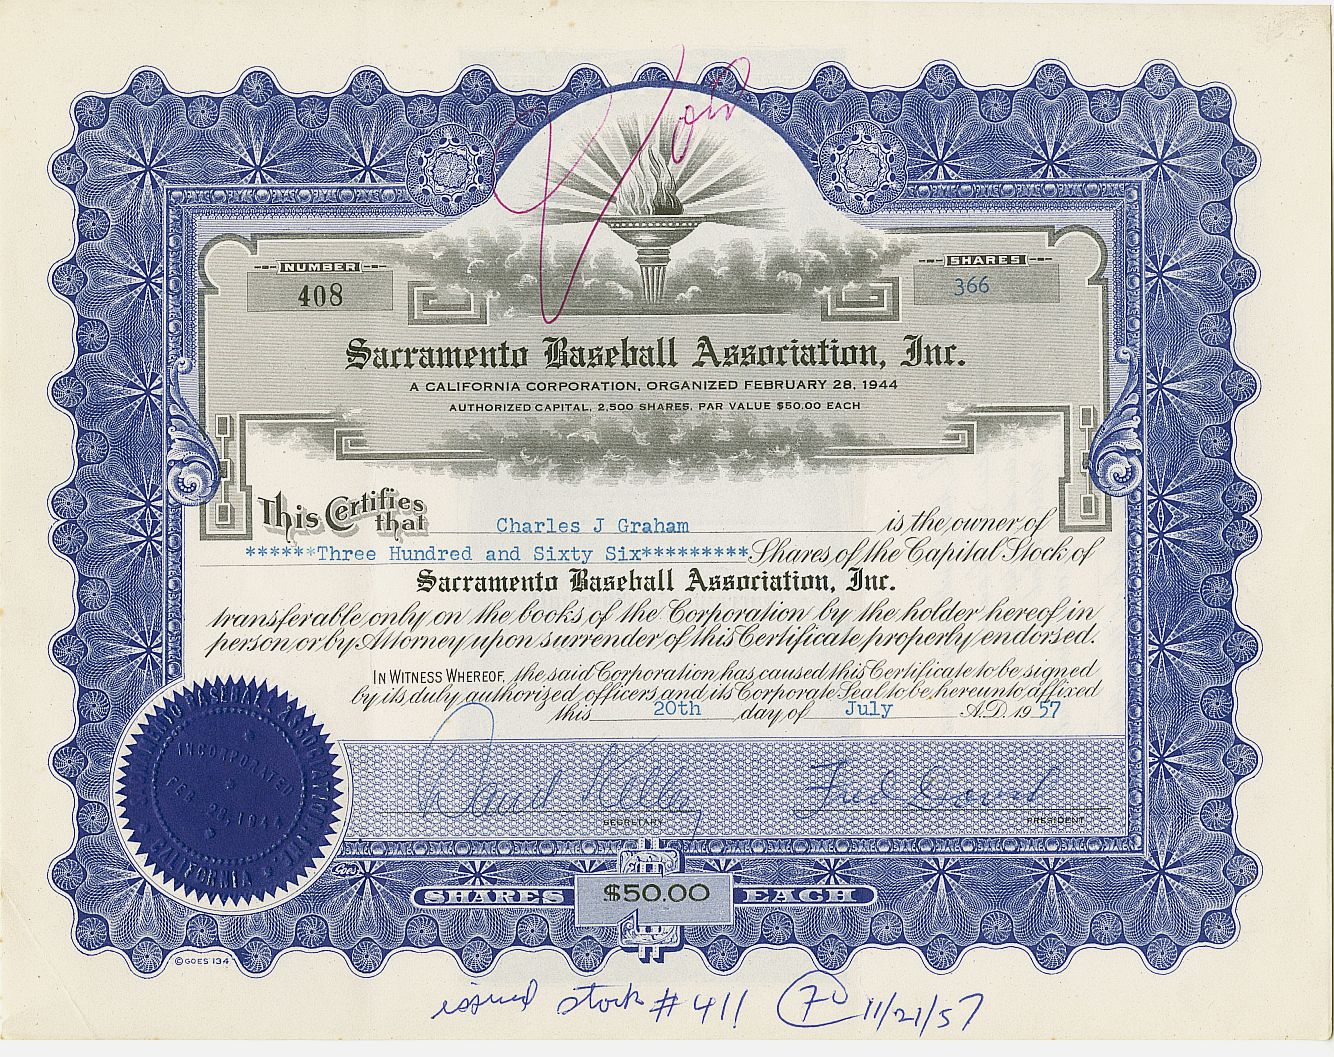 Void
NUMBER
408
SHARES
366
Sacramento Baseball Association, Inc.
A CALIFORNIA CORPORATION, ORGANIZED FEBRUARY 28, 1944
AUTHORIZED CAPITAL, 2,500 SHARES, PAR VALUE $50.00 EACH
This Certifies that Charles J Graham is the owner of
******Three Hundred and Sixty Six********* Shares of the Capital Stock of
Sacramento Baseball Association, Inc.
transferable only on the books of the Corporation by the holder hereof in
person or by Attorney upon surrender of this Certificate properly endorsed.
IN WITNESS WHEREOF, the said Corporation has caused this Certificate to be signed
by its duly authorized officers and its Corporate Seal to be hereunto affixed
this 20th day of July A.D. 1957
SECRETARY
PRESIDENT
SACRAMENTO BASEBALL ASSOCIATION, INC.
INCORPORATED
FEB. 28, 1944
CALIFORNIA
GOES
SHARES $50.00 EACH
©GOES 134
issued stock #411 11/21/57